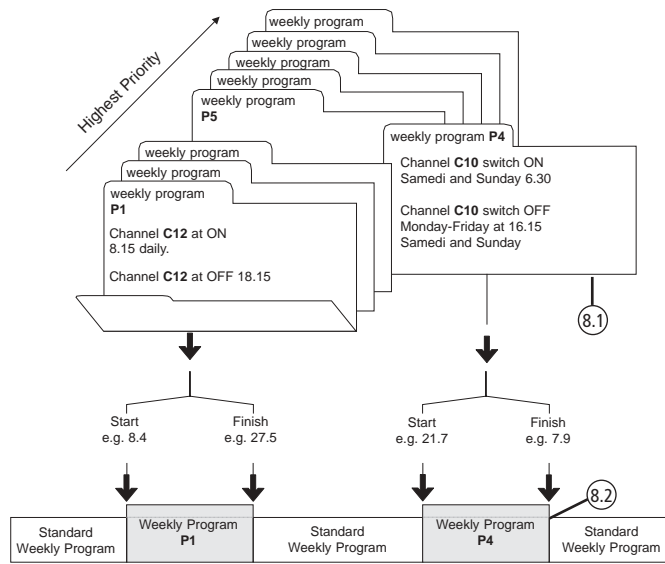 Highest Priority
weekly program
weekly program
weekly program
weekly program
weekly program
P5
weekly program
weekly program
weekly program
P1
Channel C12 at ON
8.15 daily.
Channel C12 at OFF 18.15
weekly program P4
Channel C10 switch ON
Samedi and Sunday 6.30
Channel C10 switch OFF
Monday-Friday at 16.15
Samedi and Sunday
8.1
Start
e.g. 8.4
Finish
e.g. 27.5
Start
e.g. 21.7
Finish
e.g. 7.9
8.2
Standard
Weekly Program
Weekly Program
P1
Standard
Weekly Program
Weekly Program
P4
Standard
Weekly Program